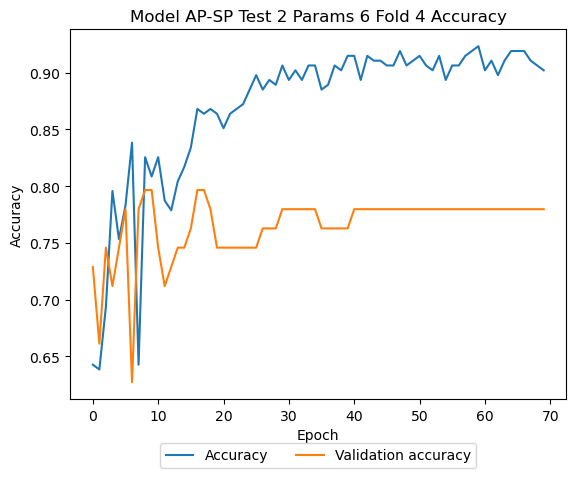 Model AP-SP Test 2 Params 6 Fold 4 Accuracy
Accuracy
0.90
0.85
0.80
0.75
0.70
0.65
0 10 20 30 40 50 60 70
Epoch
Accuracy Validation accuracy